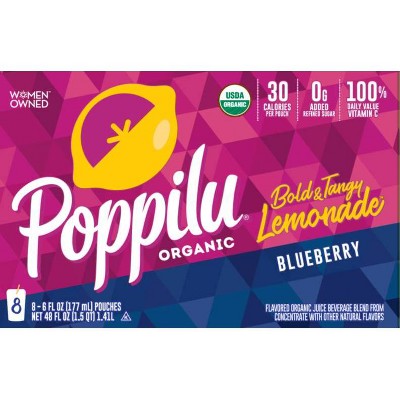 WOMEN
OWNED
USDA
ORGANIC
30
CALORIES
PER POUCH
0G
ADDED
REFINED SUGAR
100%
DAILY VALUE
VITAMIN C
Poppilu®
ORGANIC
Bold & Tangy
Lemonade
BLUEBERRY
8
8 - 6 FL OZ (177 mL) POUCHES
NET 48 FL OZ (1.5 QT) 1.41L
FLAVORED ORGANIC JUICE BEVERAGE BLEND FROM
CONCENTRATE WITH OTHER NATURAL FLAVORS